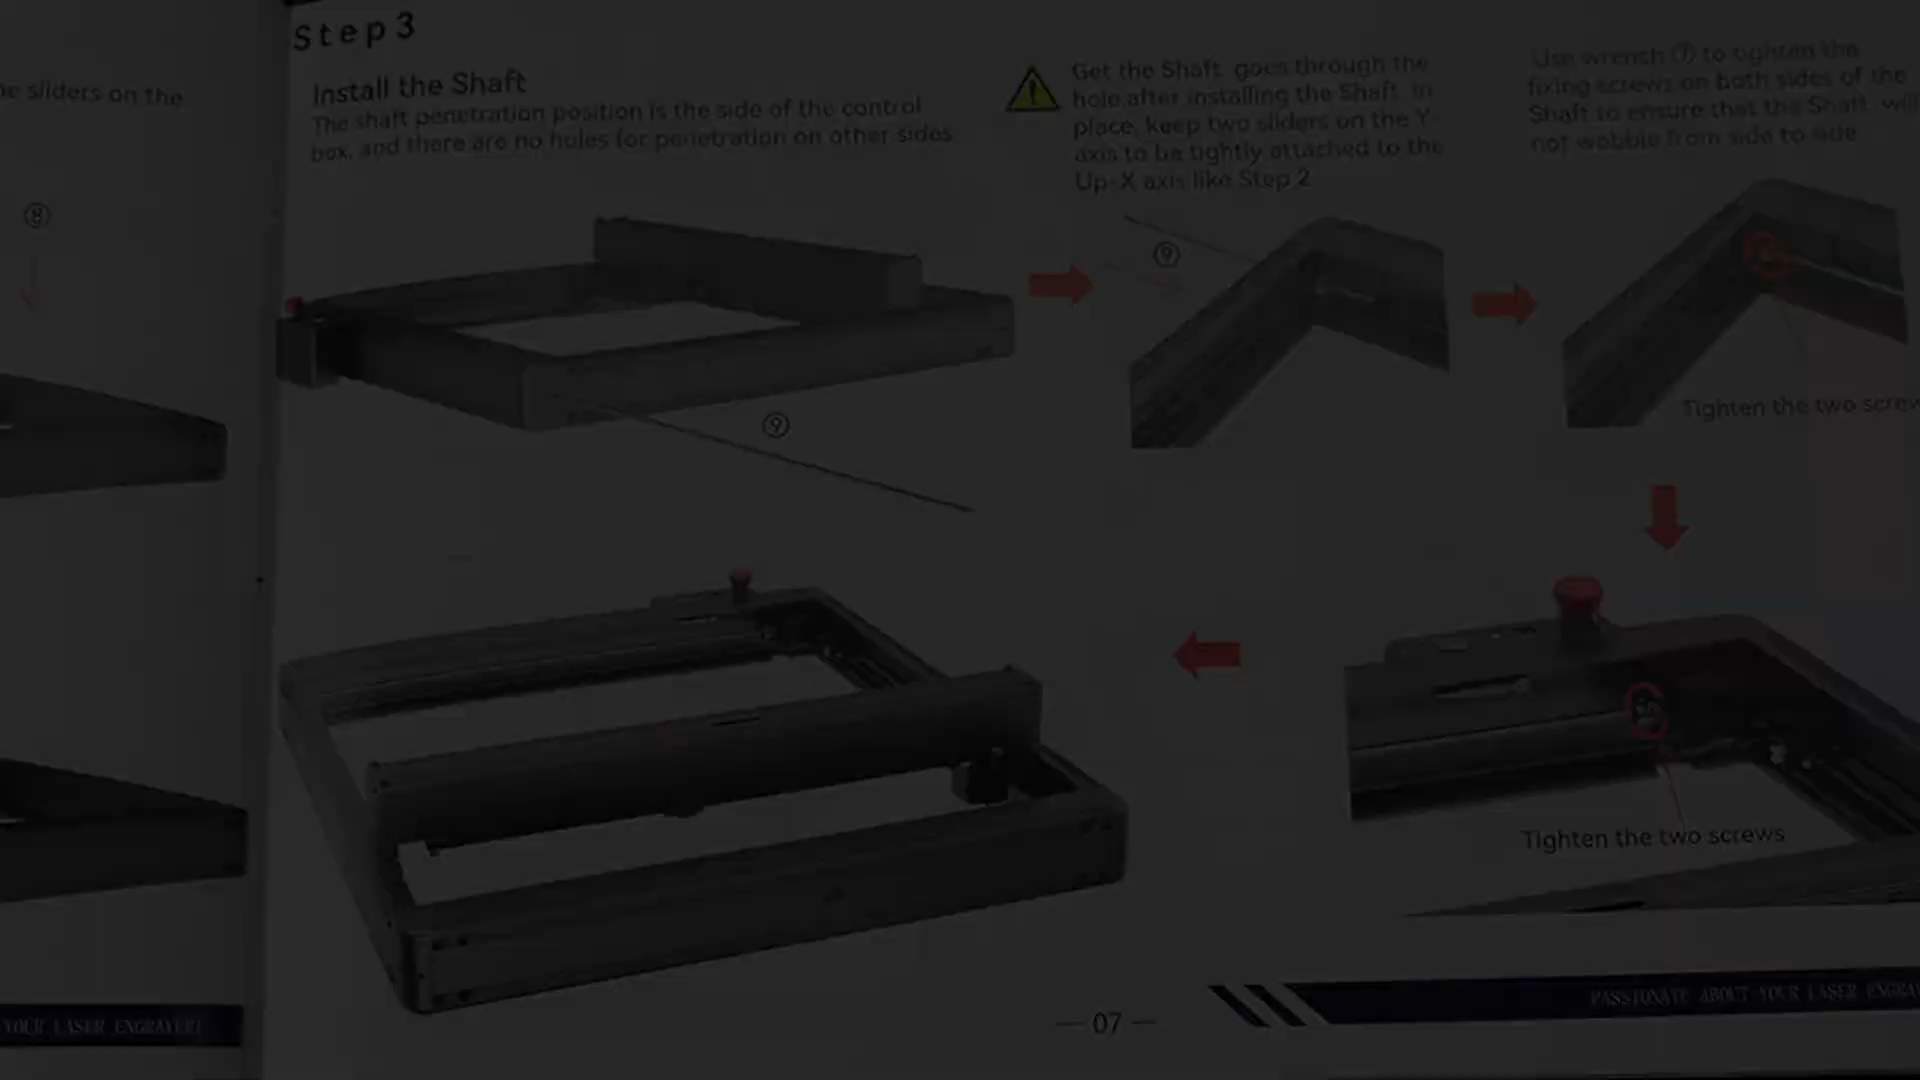 he sliders on the
⑧
YOUR LASER ENGRAVER!
Step3
Install the Shaft
The shaft penetration position is the side of the control
box, and there are no holes for penetration on other sides
Get the Shaft goes through the
hole,after installing the Shaft in
place, keep two sliders on the Y-
axis to be tightly attached to the
Up-X axis like Step 2
Use wrench ⑦ to tighten the
fixing screws on both sides of the
Shaft to ensure that the Shaft will
not wobble from side to side
⑨
⑨
Tighten the two screw
Tighten the two screws
07
PASSIONATE ABOUT YOUR LASER ENGRA